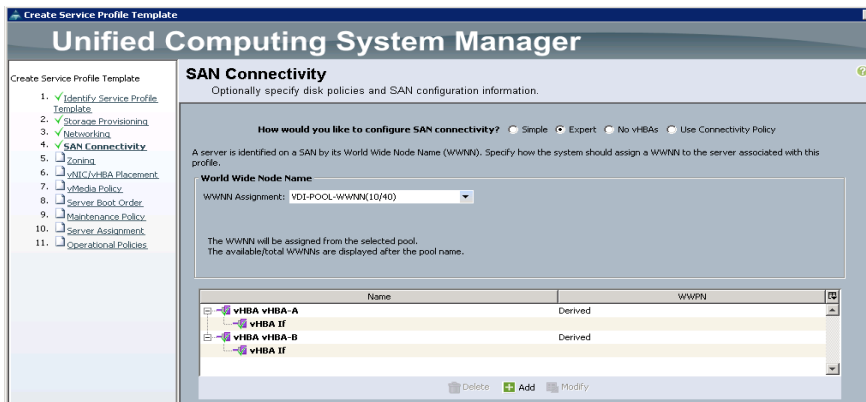 Create Service Profile Template
Unified Computing System Manager
Create Service Profile Template
1. Identify Service Profile
Template
2. Storage Provisioning
3. Networking
4. SAN Connectivity
5. Zoning
6. vNIC/vHBA Placement
7. vMedia Policy
8. Server Boot Order
9. Maintenance Policy
10. Server Assignment
11. Operational Policies
SAN Connectivity
Optionally specify disk policies and SAN configuration information.
How would you like to configure SAN connectivity? Simple Expert No vHBAs Use Connectivity Policy
A server is identified on a SAN by its World Wide Node Name (WWNN). Specify how the system should assign a WWNN to the server associated with this
profile.
World Wide Node Name
WWNN Assignment: VDI-POOL-WWNN(10/40)
The WWNN will be assigned from the selected pool.
The available/total WWNNs are displayed after the pool name.
Name WWPN
vHBA vHBA-A Derived
vHBA If
vHBA vHBA-B Derived
vHBA If
Delete Add Modify